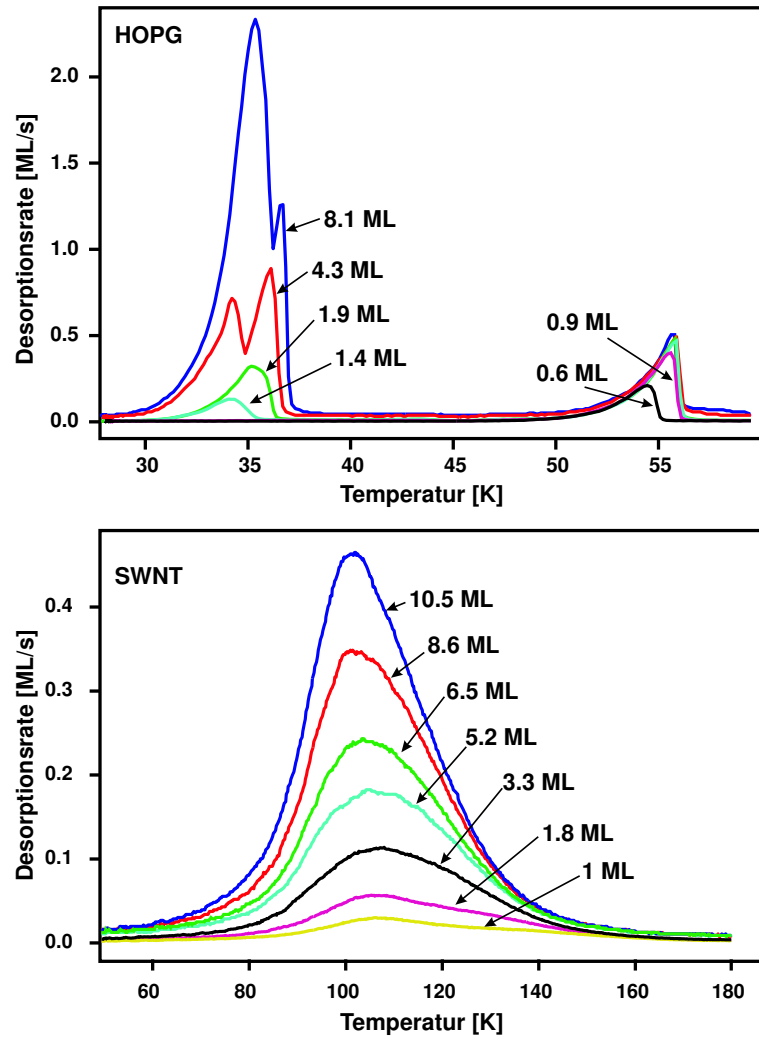 HOPG
Desorptionsrate [ML/s]
2.0
1.5
1.0
0.5
0.0
8.1 ML
4.3 ML
1.9 ML
1.4 ML
0.9 ML
0.6 ML
30 35 40 45 50 55
Temperatur [K]
SWNT
Desorptionsrate [ML/s]
0.4
0.3
0.2
0.1
0.0
10.5 ML
8.6 ML
6.5 ML
5.2 ML
3.3 ML
1.8 ML
1 ML
60 80 100 120 140 160 180
Temperatur [K]